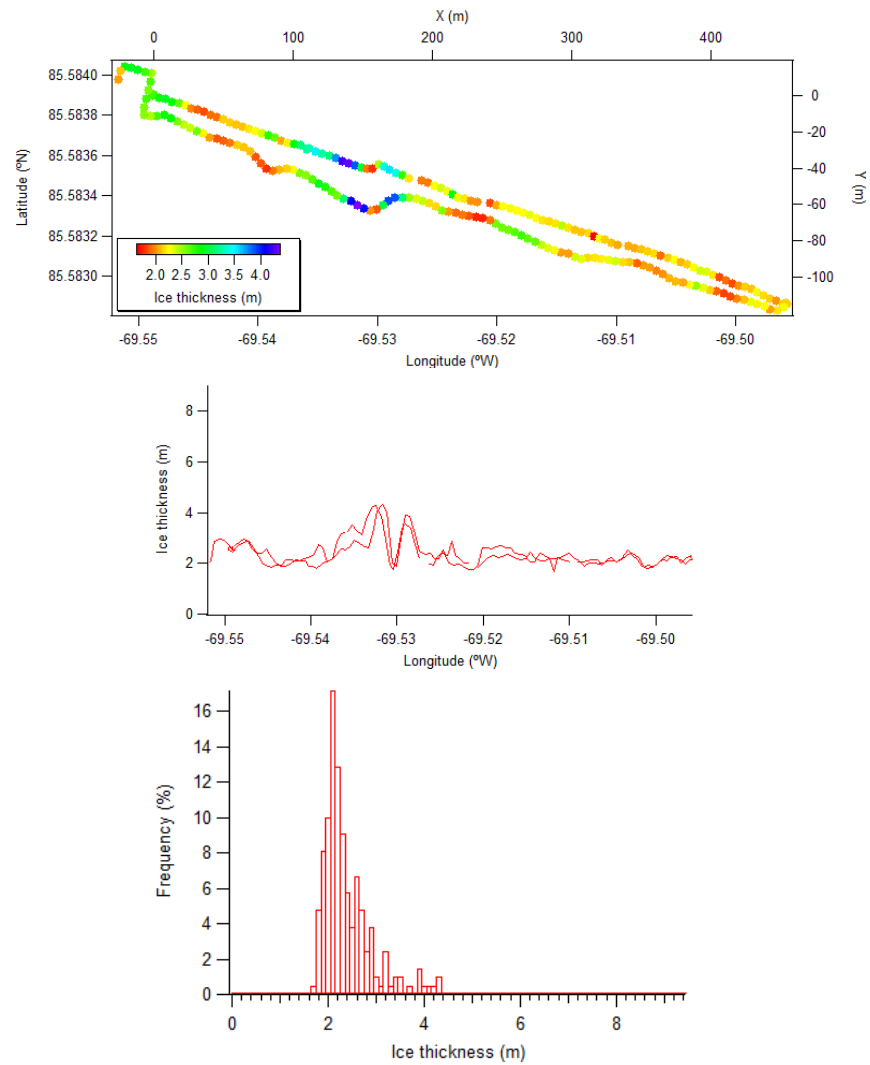 X (m)
0 100 200 300 400
85.5840
85.5838
85.5836
85.5834
85.5832
85.5830
Latitude (ºN)
0
-20
-40
-60
-80
-100
Y (m)
2.0 2.5 3.0 3.5 4.0
Ice thickness (m)
-69.55 -69.54 -69.53 -69.52 -69.51 -69.50
Longitude (ºW)
8
6
4
2
0
Ice thickness (m)
-69.55 -69.54 -69.53 -69.52 -69.51 -69.50
Longitude (ºW)
16
14
12
10
8
6
4
2
0
Frequency (%)
0 2 4 6 8
Ice thickness (m)